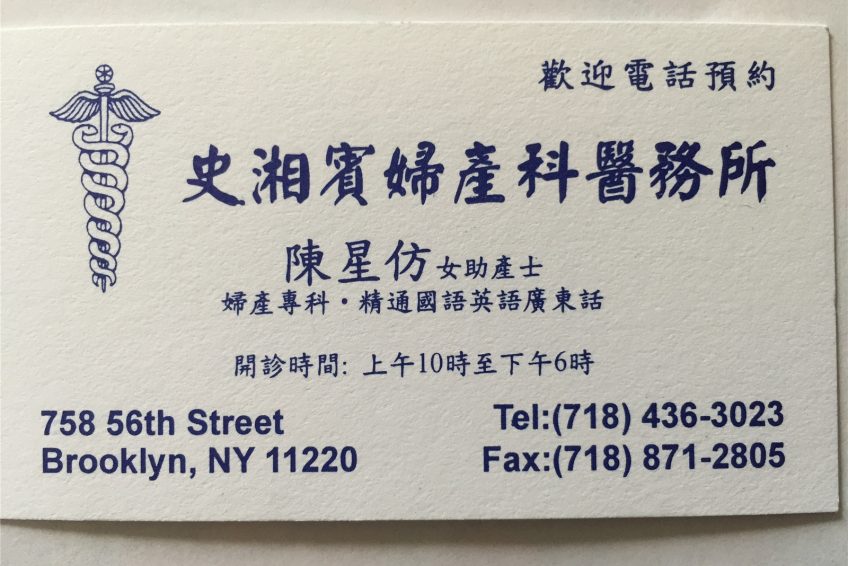 歡迎電話預約
史湘賓婦產科醫務所
陳星仿女助產士
婦產專科·精通國語英語廣東話
開診時間: 上午10時至下午6時
758 56th Street
Brooklyn, NY 11220
Tel:(718) 436-3023
Fax:(718) 871-2805